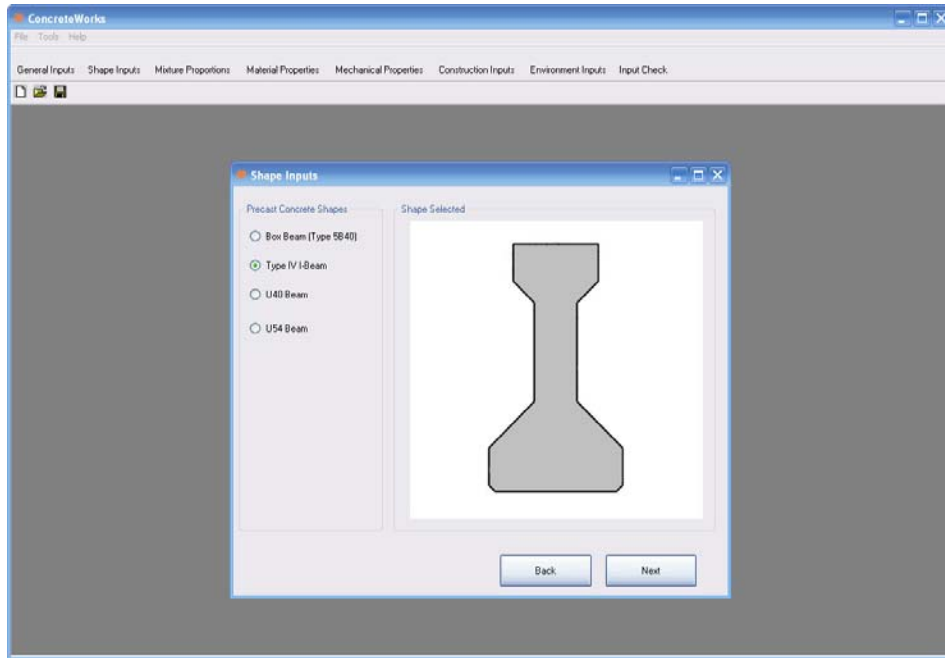 ConcreteWorks
File Tools Help
General Inputs Shape Inputs Mixture Proportions Material Properties Mechanical Properties Construction Inputs Environment Inputs Input Check
Shape Inputs
Precast Concrete Shapes
Shape Selected
Box Beam (Type 5B40)
Type IV I-Beam
U40 Beam
U54 Beam
Back Next